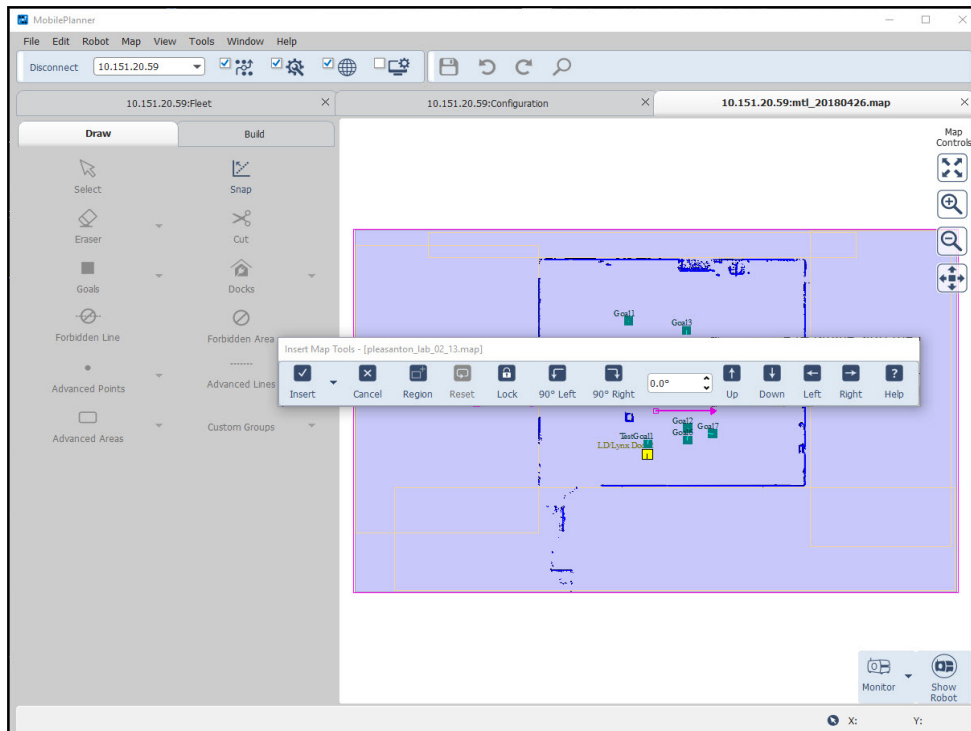 MobilePlanner
File Edit Robot Map View Tools Window Help
Disconnect 10.151.20.59
10.151.20.59:Fleet
10.151.20.59:Configuration
10.151.20.59:mtl_20180426.map
Draw
Build
Map
Controls
Select
Snap
Eraser
Cut
Goals
Docks
Forbidden Line
Forbidden Area
Advanced Points
Advanced Lines
Advanced Areas
Custom Groups
Goal1
Goal3
Insert Map Tools - [pleasanton_lab_02_13.map]
Insert
Cancel
Region
Reset
Lock
90° Left
90° Right
0.0°
Up
Down
Left
Right
Help
Goal2
Goal7
TestGoal1
LD/Lynx
Monitor
Show
Robot
X:
Y: